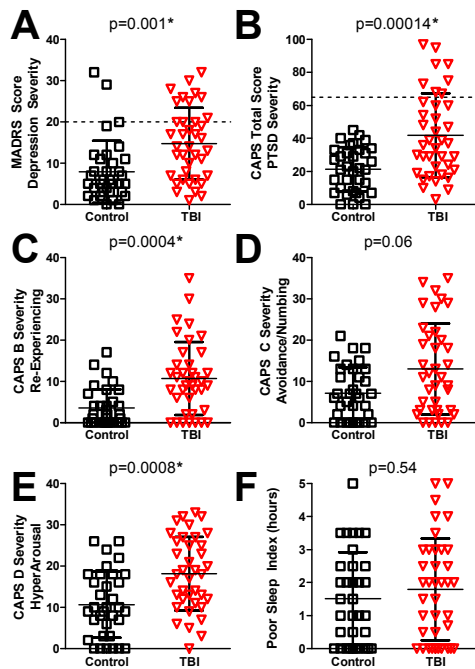 A
p=0.001*
MADRS Score
Depression Severity
40
30
20
10
0
Control
TBI
B
p=0.00014*
CAPS Total Score
PTSD Severity
100
80
60
40
20
0
Control
TBI
C
p=0.0004*
CAPS B Severity
Re-Experiencing
40
30
20
10
0
Control
TBI
D
p=0.06
CAPS C Severity
Avoidance/Numbing
40
30
20
10
0
Control
TBI
E
p=0.0008*
CAPS D Severity
HyperArousal
40
30
20
10
0
Control
TBI
F
p=0.54
Poor Sleep Index (hours)
5
4
3
2
1
0
Control
TBI